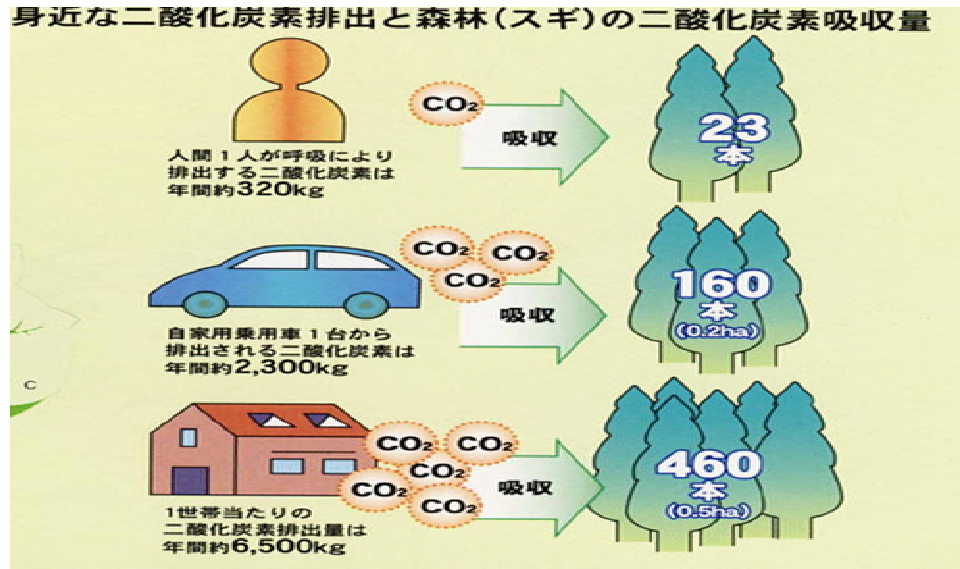 身近な二酸化炭素排出と森林（スギ）の二酸化炭素吸収量
CO₂
吸収
23
本
人間１人が呼吸により
排出する二酸化炭素は
年間約320kg
CO₂
CO₂
CO₂
吸収
160
本
(0.2ha)
自家用乗用車１台から
排出される二酸化炭素は
年間約2,300kg
C
CO₂
CO₂
CO₂
CO₂
CO₂
吸収
460
本
(0.5ha)
1世帯当たりの
二酸化炭素排出量は
年間約6,500kg